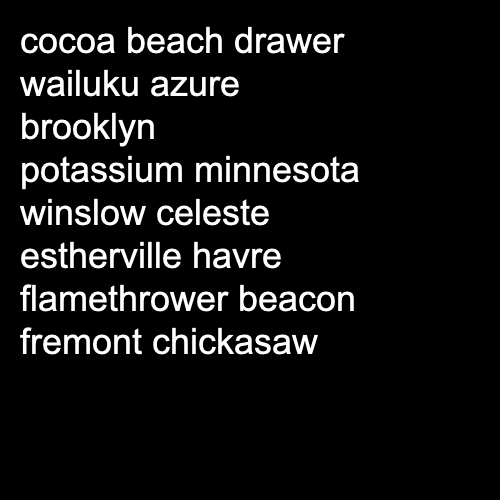 cocoa beach drawer
wailuku azure
brooklyn
potassium minnesota
winslow celeste
estherville havre
flamethrower beacon
fremont chickasaw